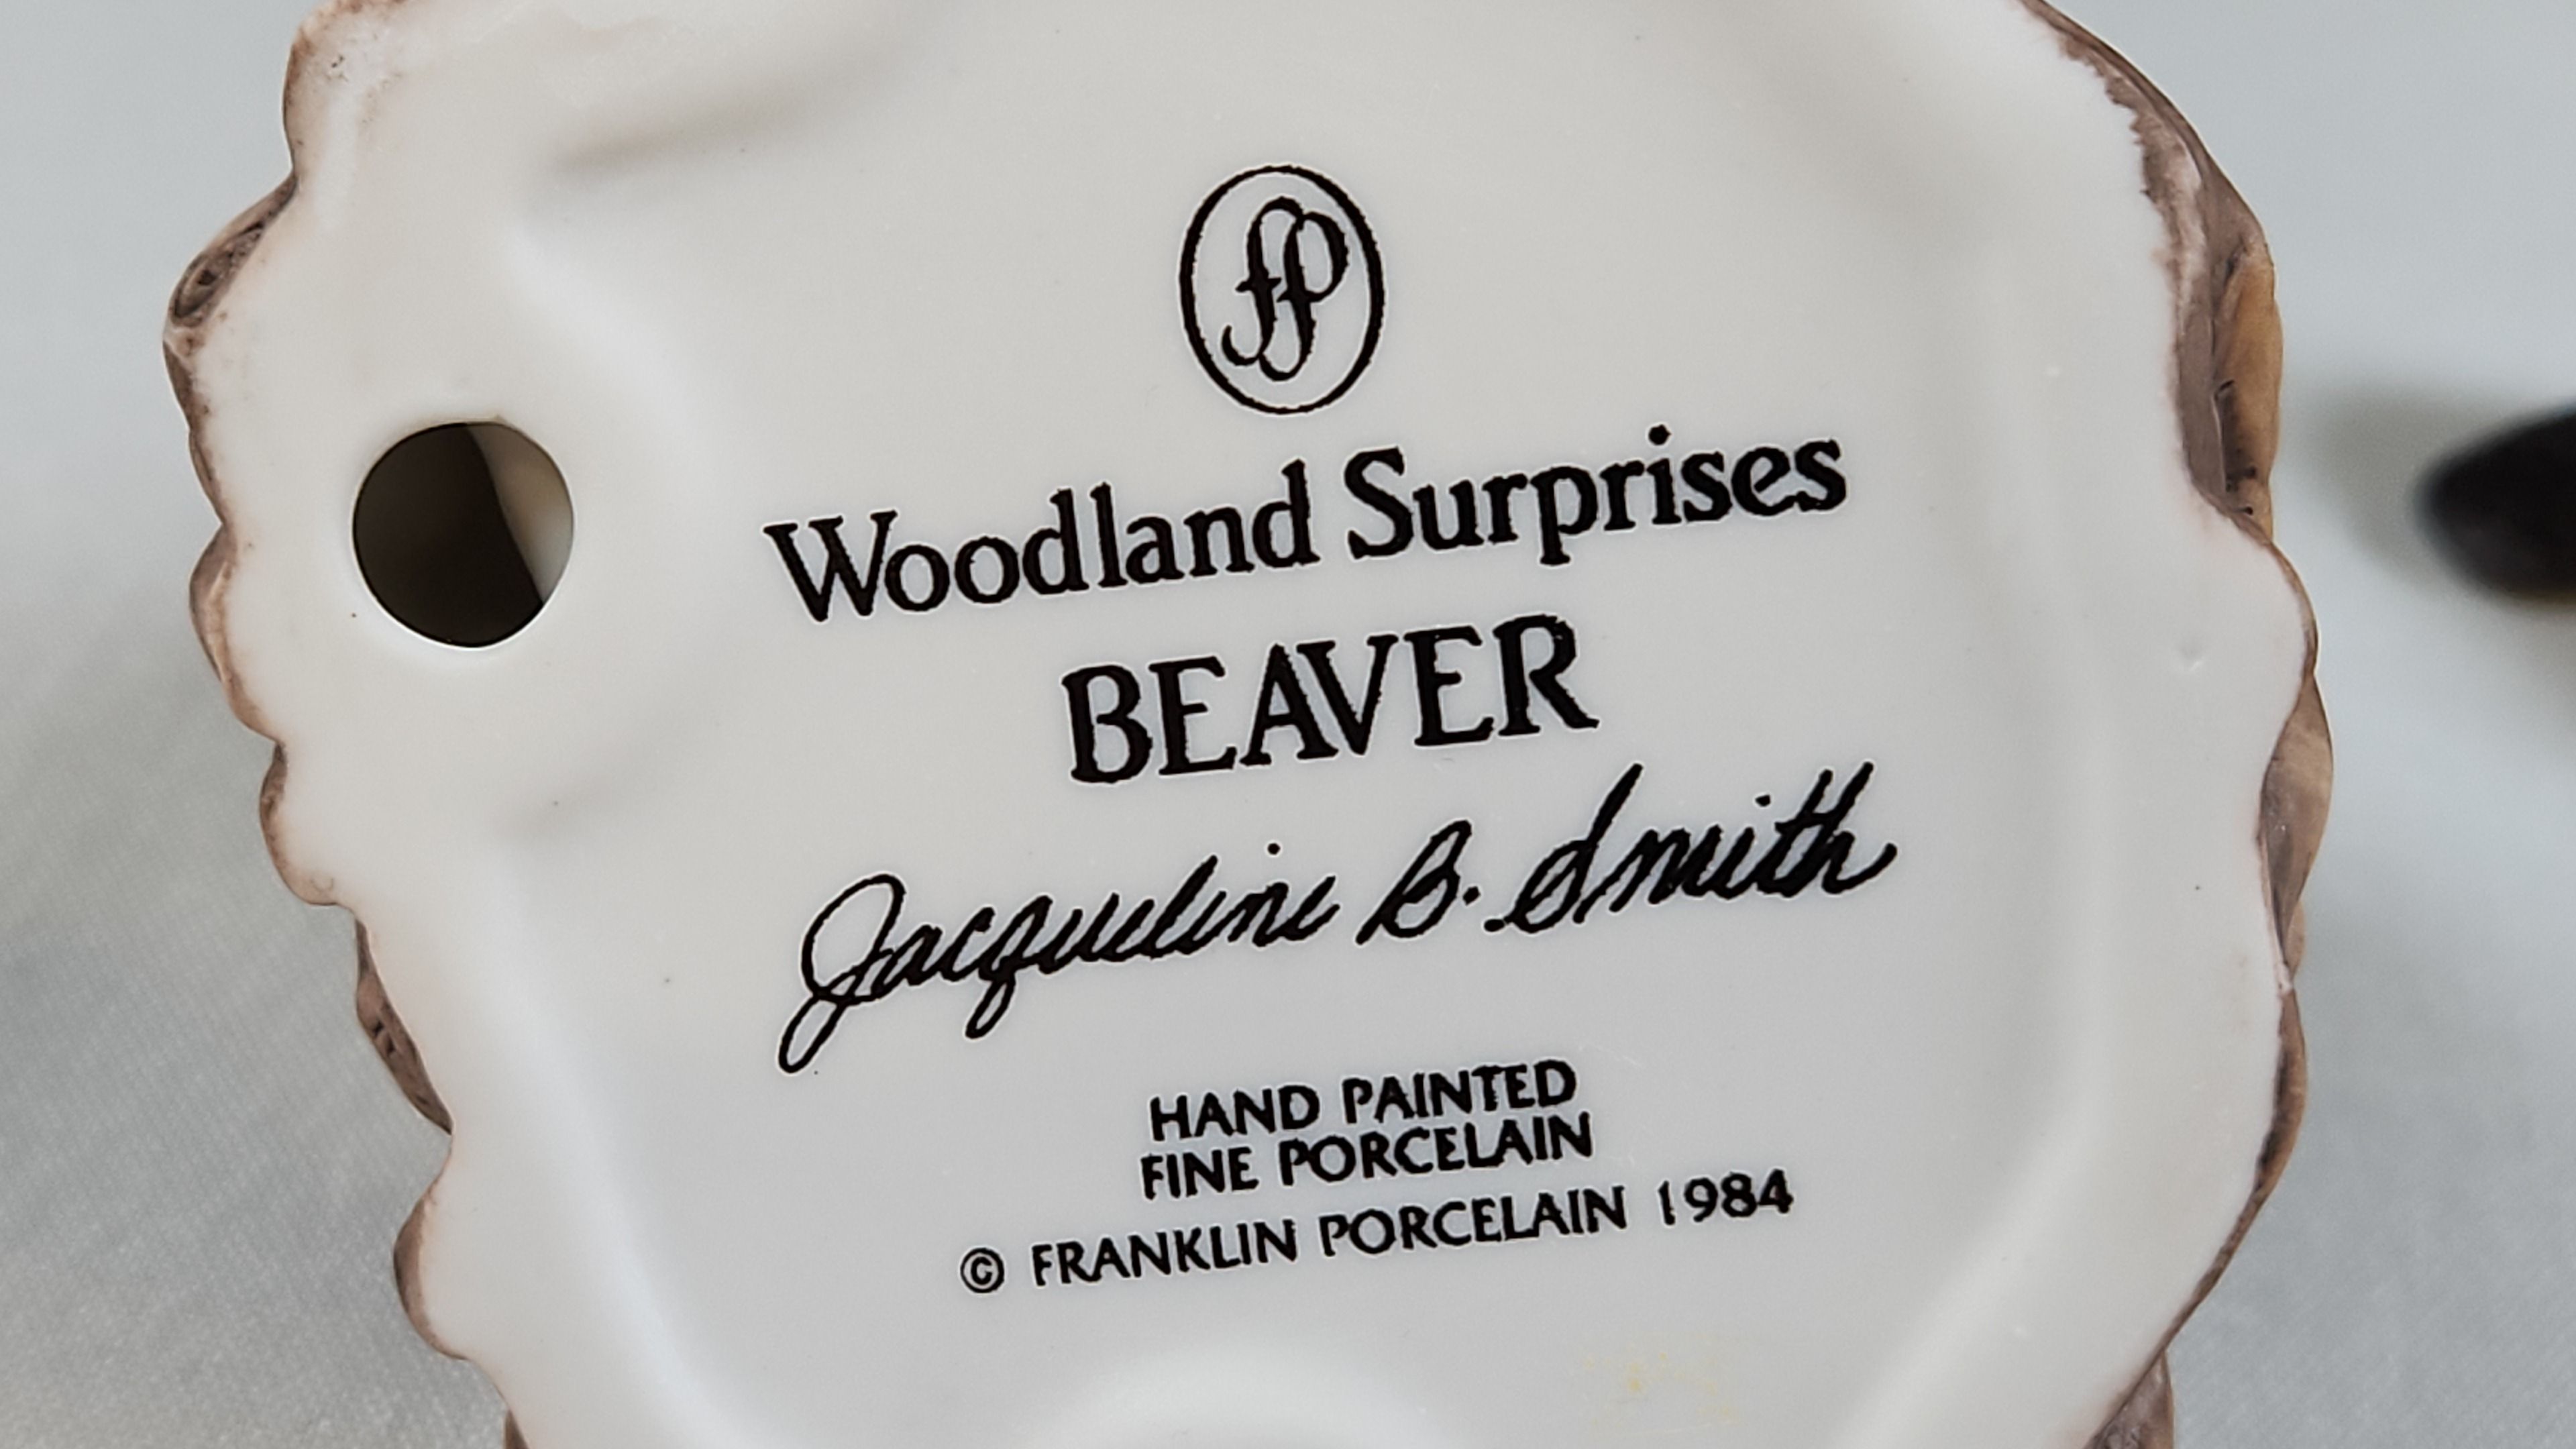 fP
Woodland Surprises
BEAVER
Jacqueline B. Smith
HAND PAINTED
FINE PORCELAIN
© FRANKLIN PORCELAIN 1984